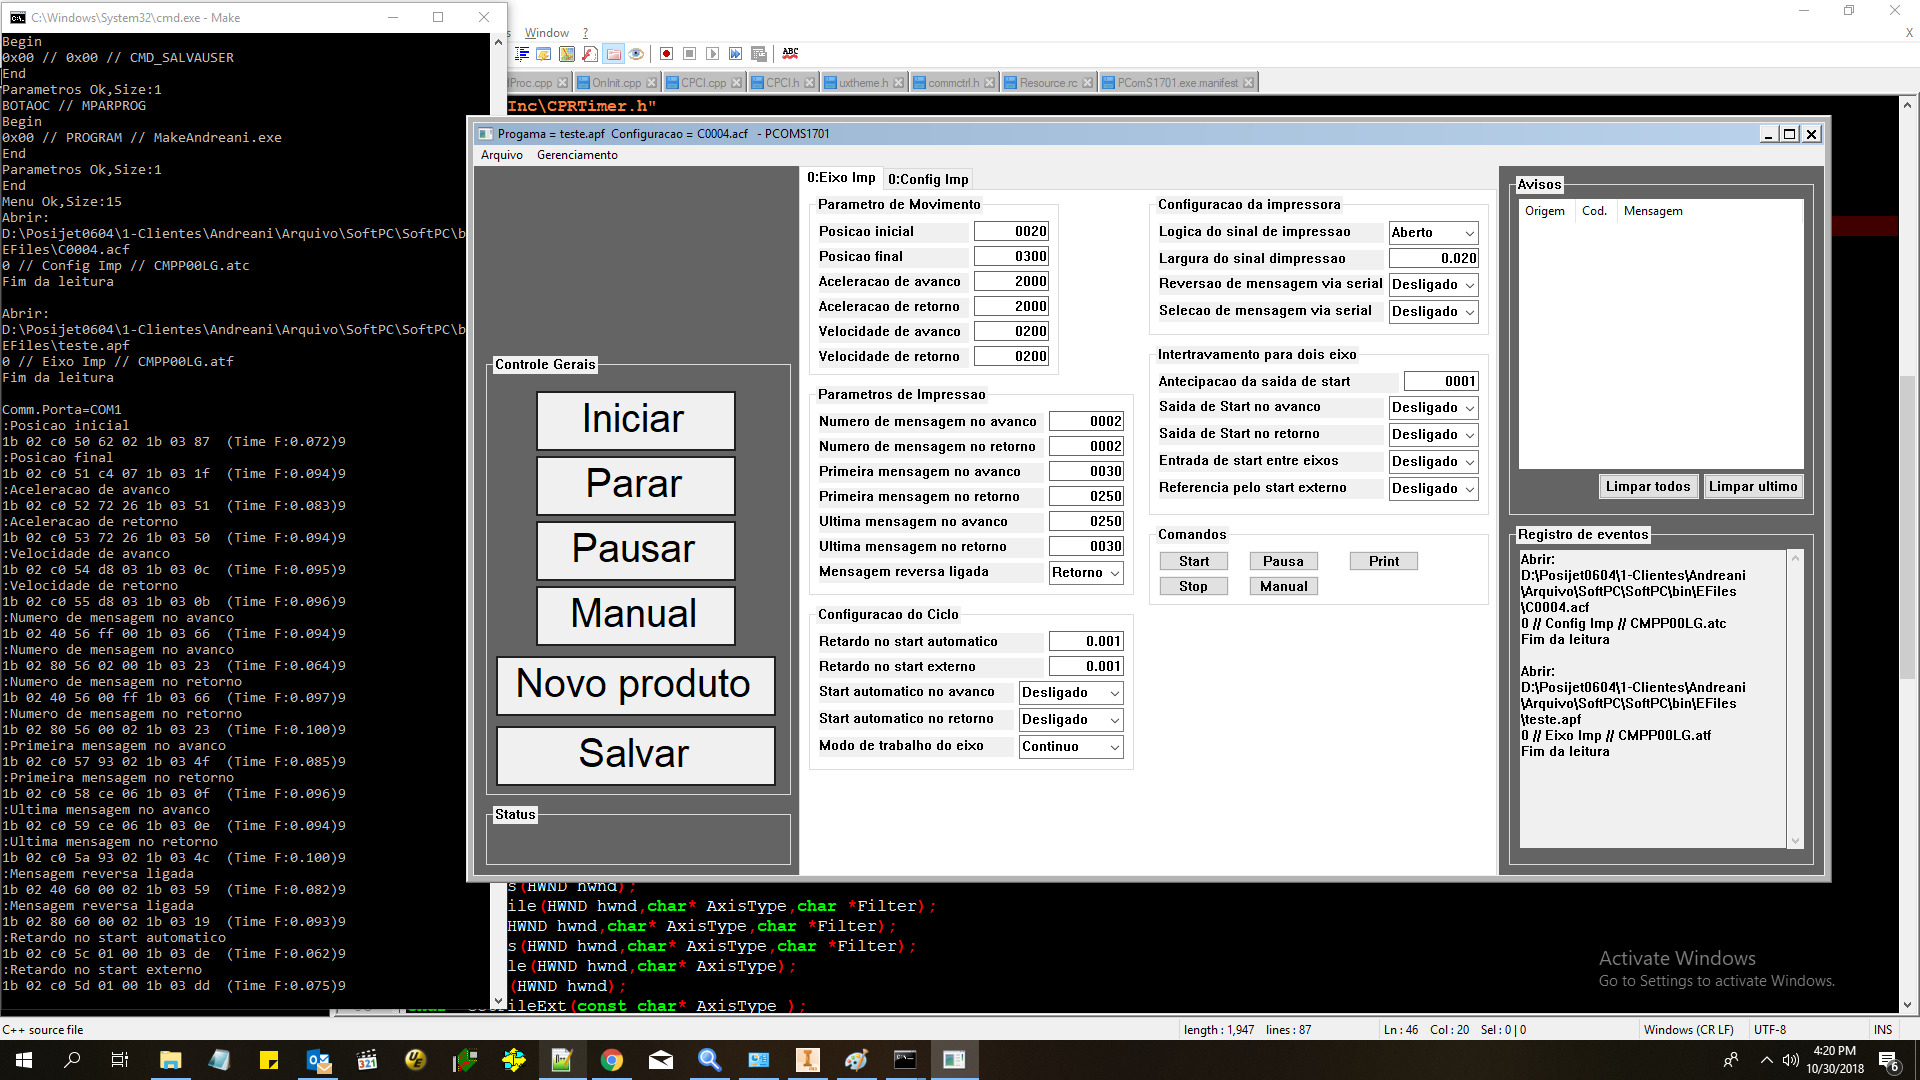 C:\Windows\System32\cmd.exe - Make
Begin
0x00 // 0x00 // CMD_SALVAUSER
End
Parametros Ok,Size:1
BOTAOC // MPARPROG
Begin
0x00 // PROGRAM // MakeAndreani.exe
End
Parametros Ok,Size:1
End
Menu Ok,Size:15
Abrir:
D:\Posijet0604\1-Clientes\Andreani\Arquivo\SoftPC\SoftPC\b
EFiles\C0004.acf
0 // Config Imp // CMPP00LG.atc
Fim da leitura
Abrir:
D:\Posijet0604\1-Clientes\Andreani\Arquivo\SoftPC\SoftPC\b
EFiles\teste.apf
0 // Eixo Imp // CMPP00LG.atf
Fim da leitura
Comm.Porta=COM1
:Posicao inicial
1b 02 c0 50 62 02 1b 03 87  (Time F:0.072)9
:Posicao final
1b 02 c0 51 c4 07 1b 03 1f  (Time F:0.094)9
:Aceleracao de avanco
1b 02 c0 52 72 26 1b 03 51  (Time F:0.083)9
:Aceleracao de retorno
1b 02 c0 53 72 26 1b 03 50  (Time F:0.094)9
:Velocidade de avanco
1b 02 c0 54 d8 03 1b 03 0c  (Time F:0.095)9
:Velocidade de retorno
1b 02 c0 55 d8 03 1b 03 0b  (Time F:0.096)9
:Numero de mensagem no avanco
1b 02 40 56 ff 00 1b 03 66  (Time F:0.094)9
:Numero de mensagem no avanco
1b 02 80 56 02 00 1b 03 23  (Time F:0.064)9
:Numero de mensagem no retorno
1b 02 40 56 00 ff 1b 03 66  (Time F:0.097)9
:Numero de mensagem no retorno
1b 02 80 56 00 02 1b 03 23  (Time F:0.100)9
:Primeira mensagem no avanco
1b 02 c0 57 93 02 1b 03 4f  (Time F:0.085)9
:Primeira mensagem no retorno
1b 02 c0 58 ce 06 1b 03 0f  (Time F:0.096)9
:Ultima mensagem no avanco
1b 02 c0 59 ce 06 1b 03 0e  (Time F:0.094)9
:Ultima mensagem no retorno
1b 02 c0 5a 93 02 1b 03 4c  (Time F:0.100)9
:Mensagem reversa ligada
1b 02 40 60 00 02 1b 03 59  (Time F:0.082)9
:Mensagem reversa ligada
1b 02 80 60 00 02 1b 03 19  (Time F:0.093)9
:Retardo no start automatico
1b 02 c0 5c 01 00 1b 03 de  (Time F:0.062)9
:Retardo no start externo
1b 02 c0 5d 01 00 1b 03 dd  (Time F:0.075)9
s Window ?
ABC
Proc.cpp OnInit.cpp CPCI.cpp CPCI.h uxtheme.h commctrl.h Resource.rc PComS1701.exe.manifest
Inc\CPRTimer.h"
Progama = teste.apf  Configuracao = C0004.acf   - PCOMS1701
Arquivo Gerenciamento
Controle Gerais
Iniciar
Parar
Pausar
Manual
Novo produto
Salvar
Status
0:Eixo Imp 0:Config Imp
Parametro de Movimento
Posicao inicial 0020
Posicao final 0300
Aceleracao de avanco 2000
Aceleracao de retorno 2000
Velocidade de avanco 0200
Velocidade de retorno 0200
Parametros de Impressao
Numero de mensagem no avanco 0002
Numero de mensagem no retorno 0002
Primeira mensagem no avanco 0030
Primeira mensagem no retorno 0250
Ultima mensagem no avanco 0250
Ultima mensagem no retorno 0030
Mensagem reversa ligada Retorno
Configuracao do Ciclo
Retardo no start automatico 0.001
Retardo no start externo 0.001
Start automatico no avanco Desligado
Start automatico no retorno Desligado
Modo de trabalho do eixo Continuo
Configuracao da impressora
Logica do sinal de impressao Aberto
Largura do sinal dimpressao 0.020
Reversao de mensagem via serial Desligado
Selecao de mensagem via serial Desligado
Intertravamento para dois eixo
Antecipacao da saida de start 0001
Saida de Start no avanco Desligado
Saida de Start no retorno Desligado
Entrada de start entre eixos Desligado
Referencia pelo start externo Desligado
Comandos
Start Pausa Print
Stop Manual
Avisos
Origem Cod. Mensagem
Limpar todos Limpar ultimo
Registro de eventos
Abrir:
D:\Posijet0604\1-Clientes\Andreani
\Arquivo\SoftPC\SoftPC\bin\EFiles
\C0004.acf
0 // Config Imp // CMPP00LG.atc
Fim da leitura
Abrir:
D:\Posijet0604\1-Clientes\Andreani
\Arquivo\SoftPC\SoftPC\bin\EFiles
\teste.apf
0 // Eixo Imp // CMPP00LG.atf
Fim da leitura
s(HWND hwnd);
ile(HWND hwnd,char* AxisType,char *Filter);
HWND hwnd,char* AxisType,char *Filter);
s(HWND hwnd,char* AxisType,char *Filter);
le(HWND hwnd,char* AxisType);
(HWND hwnd);
ileExt(const char* AxisType );
Activate Windows
Go to Settings to activate Windows.
C++ source file length : 1,947 lines : 87 Ln : 46 Col : 20 Sel : 0 | 0 Windows (CR LF) UTF-8 INS
321
UE
4:20 PM
10/30/2018
6